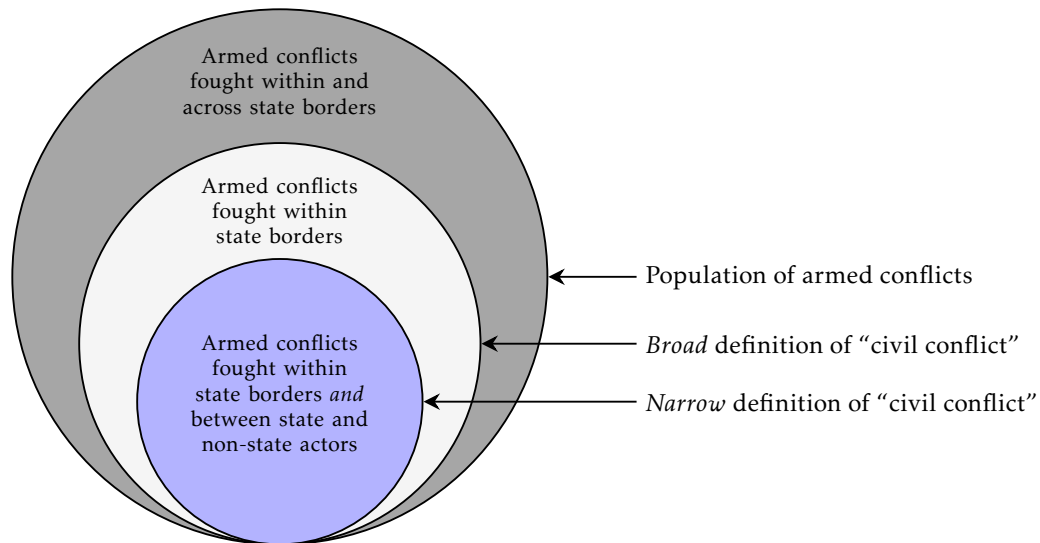 Armed conflicts
fought within and
across state borders
Armed conflicts
fought within
state borders
Armed conflicts
fought within
state borders and
between state and
non-state actors
Population of armed conflicts
Broad definition of “civil conflict”
Narrow definition of “civil conflict”